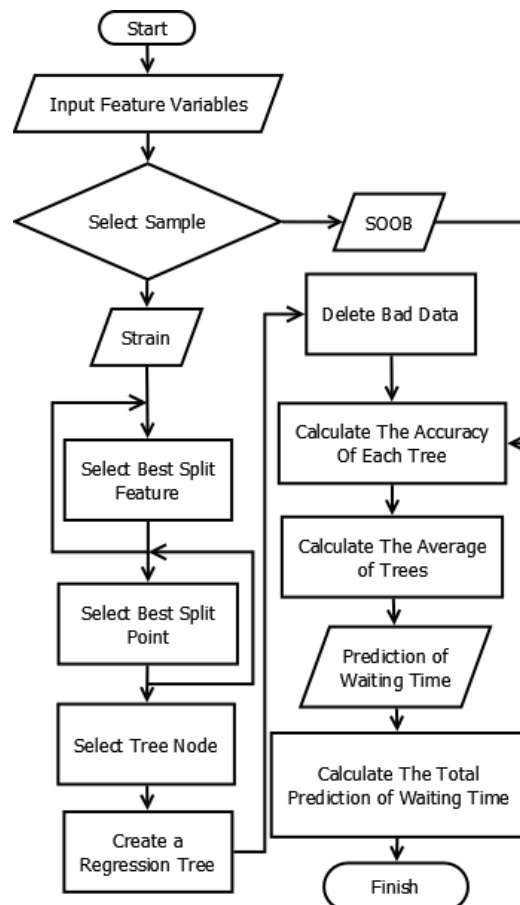 Start
Input Feature Variables
Select Sample
SOOB
Strain
Select Best Split
Feature
Select Best Split
Point
Select Tree Node
Create a
Regression Tree
Delete Bad Data
Calculate The Accuracy
Of Each Tree
Calculate The Average
of Trees
Prediction of
Waiting Time
Calculate The Total
Prediction of Waiting Time
Finish